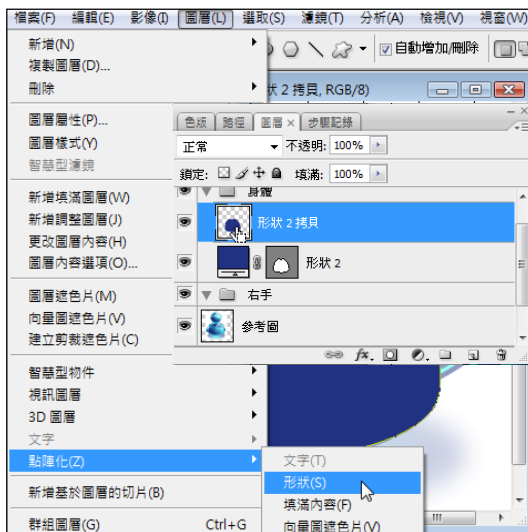 檔案(F) 編輯(E) 影像(I) 圖層(L) 選取(S) 濾鏡(T) 分析(A) 檢視(V) 視窗(W)
新增(N)
自動增加/刪除
複製圖層(D)...
刪除
狀 2 拷貝, RGB/8)
圖層屬性(P)...
色版 路徑 圖層 × 步驟記錄
圖層樣式(Y)
正常 不透明: 100%
智慧型濾鏡
鎖定: 填滿: 100%
新增填滿圖層(W)
身體
新增調整圖層(J)
形狀 2 拷貝
更改圖層內容(H)
圖層內容選項(O)...
形狀 2
圖層遮色片(M)
右手
向量圖遮色片(V)
參考圖
建立剪裁遮色片(C)
fx.
智慧型物件
視訊圖層
3D 圖層
文字
點陣化(Z)
文字(T)
形狀(S)
新增基於圖層的切片(B)
填滿內容(F)
群組圖層(G) Ctrl+G
向量圖遮色片(V)